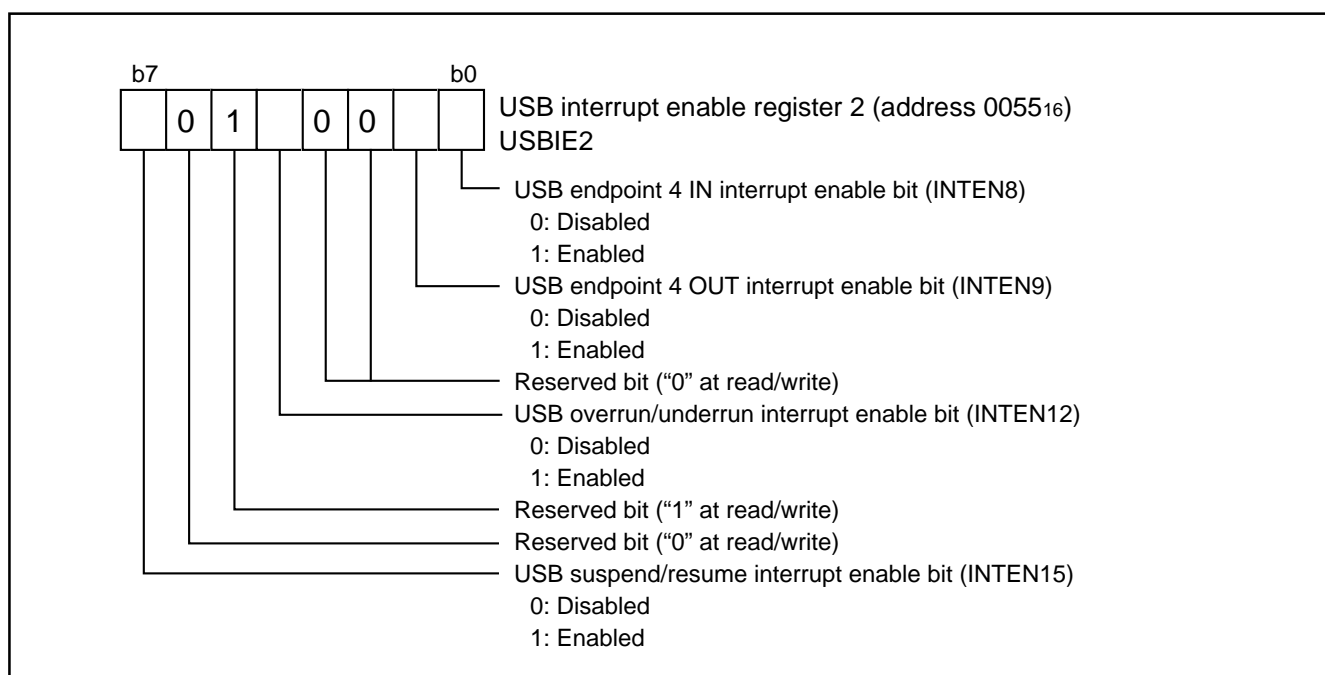 b7 b0
0 1 0 0
USB interrupt enable register 2 (address 005516)
USBIE2
USB endpoint 4 IN interrupt enable bit (INTEN8)
0: Disabled
1: Enabled
USB endpoint 4 OUT interrupt enable bit (INTEN9)
0: Disabled
1: Enabled
Reserved bit (“0” at read/write)
USB overrun/underrun interrupt enable bit (INTEN12)
0: Disabled
1: Enabled
Reserved bit (“1” at read/write)
Reserved bit (“0” at read/write)
USB suspend/resume interrupt enable bit (INTEN15)
0: Disabled
1: Enabled